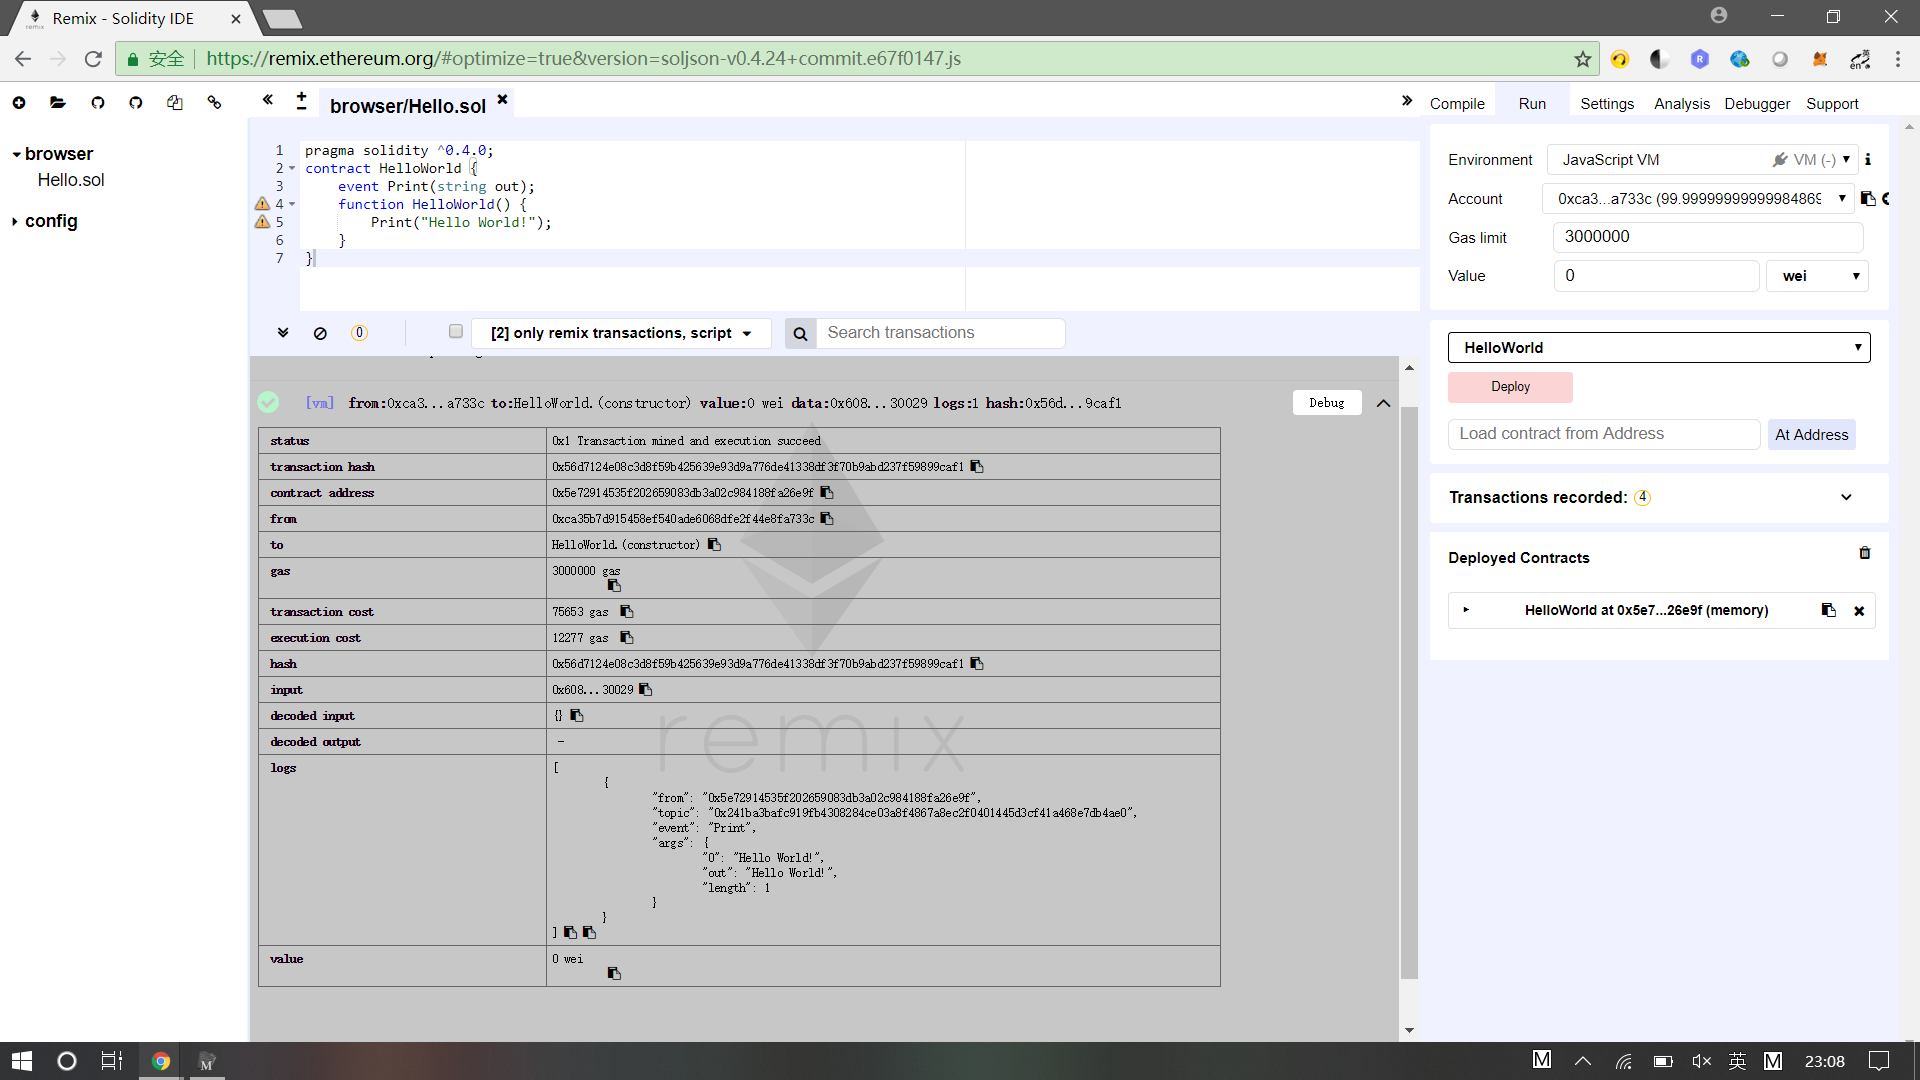 Remix - Solidity IDE
安全 https://remix.ethereum.org/#optimize=true&version=soljson-v0.4.24+commit.e67f0147.js
browser
Hello.sol
config
browser/Hello.sol
1 pragma solidity ^0.4.0;
2 contract HelloWorld {
3 event Print(string out);
4 function HelloWorld() {
5 Print("Hello World!");
6 }
7 }
0 [2] only remix transactions, script Search transactions
[vm] from:0xca3...a733c to:HelloWorld.(constructor) value:0 wei data:0x608...30029 logs:1 hash:0x56d...9caf1 Debug
status 0x1 Transaction mined and execution succeed
transaction hash 0x56d7124e08c3d8f59b425639e93d9a776de41338df3f70b9abd237f59899caf1
contract address 0x5e72914535f202659083db3a02c984188fa26e9f
from 0xca35b7d915458ef540ade6068dfe2f44e8fa733c
to HelloWorld.(constructor)
gas 3000000 gas
transaction cost 75653 gas
execution cost 12277 gas
hash 0x56d7124e08c3d8f59b425639e93d9a776de41338df3f70b9abd237f59899caf1
input 0x608...30029
decoded input {}
decoded output -
logs [
{
"from": "0x5e72914535f202659083db3a02c984188fa26e9f",
"topic": "0x241ba3bafc919fb4308284ce03a8f4867a8ec2f0401445d3cf41a468e7db4ae0",
"event": "Print",
"args": {
"0": "Hello World!",
"out": "Hello World!",
"length": 1
}
}
]
value 0 wei
remix
Compile Run Settings Analysis Debugger Support
Environment JavaScript VM VM (-)
Account 0xca3...a733c (99.99999999999984869
Gas limit 3000000
Value 0 wei
HelloWorld
Deploy
Load contract from Address At Address
Transactions recorded: 4
Deployed Contracts
HelloWorld at 0x5e7...26e9f (memory)
M M 英 M 23:08